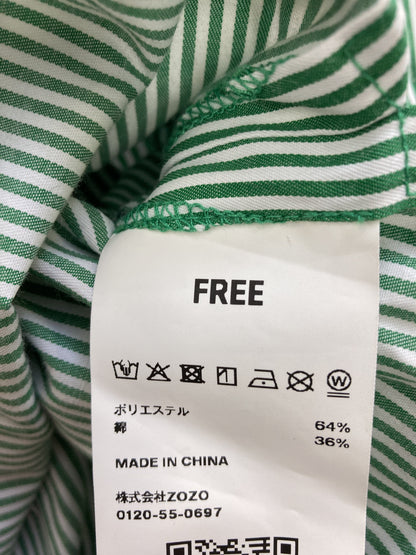 FREE
W
ポリエステル 64%
綿 36%
MADE IN CHINA
株式会社ZOZO
0120-55-0697